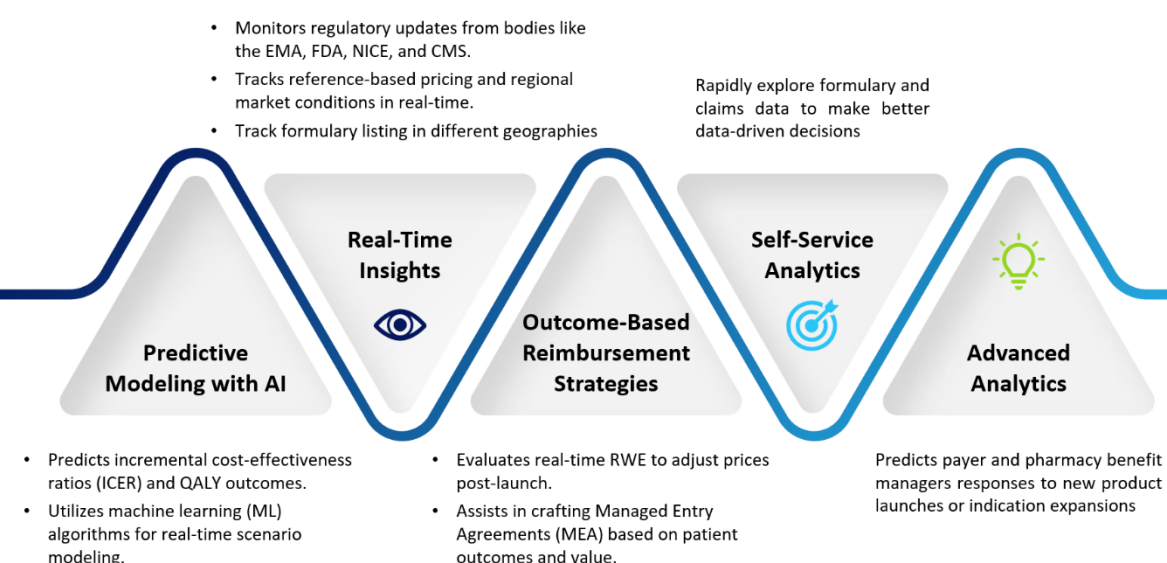 • Monitors regulatory updates from bodies like
the EMA, FDA, NICE, and CMS.
• Tracks reference-based pricing and regional
market conditions in real-time.
• Track formulary listing in different geographies
Rapidly explore formulary and
claims data to make better
data-driven decisions
Predictive
Modeling with AI
Real-Time
Insights
Outcome-Based
Reimbursement
Strategies
Self-Service
Analytics
Advanced
Analytics
• Predicts incremental cost-effectiveness
ratios (ICER) and QALY outcomes.
• Utilizes machine learning (ML)
algorithms for real-time scenario
modeling.
• Evaluates real-time RWE to adjust prices
post-launch.
• Assists in crafting Managed Entry
Agreements (MEA) based on patient
outcomes and value.
Predicts payer and pharmacy benefit
managers responses to new product
launches or indication expansions